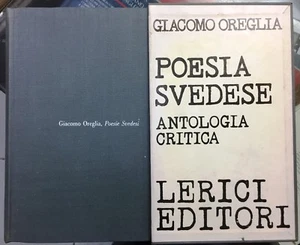 Giacomo Oreglia, Poesie Svedesi
GIACOMO OREGLIA
POESIA
SVEDESE
ANTOLOGIA
CRITICA
LERICI
EDITORI